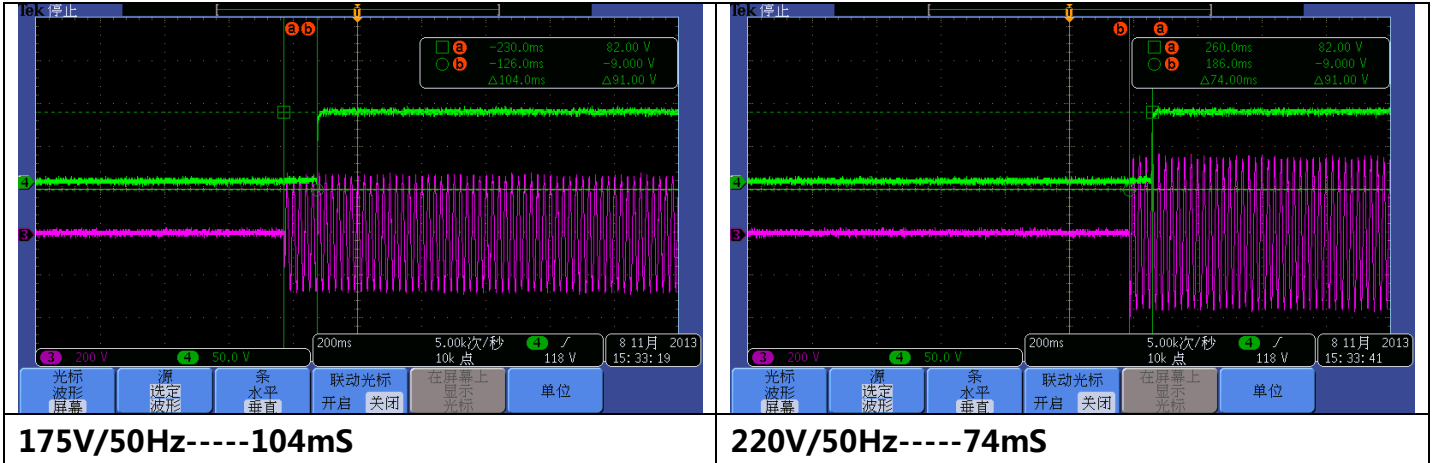 Tek 停止
a b
a -230.0ms 82.00 V
b -126.0ms -9.000 V
△104.0ms △91.00 V
4
3
200ms 5.00k次/秒 4 8 11月 2013
3 200 V 4 50.0 V 10k 点 118 V 15:33:19
光标 源 条 联动光标 在屏幕上 单位
波形 选定 水平 开启 关闭 显示
屏幕 波形 垂直 光标
175V/50Hz-----104mS
Tek 停止
b a
a 260.0ms 82.00 V
b 186.0ms -9.000 V
△74.00ms △91.00 V
4
3
200ms 5.00k次/秒 4 8 11月 2013
3 200 V 4 50.0 V 10k 点 118 V 15:33:41
光标 源 条 联动光标 在屏幕上 单位
波形 选定 水平 开启 关闭 显示
屏幕 波形 垂直 光标
220V/50Hz-----74mS